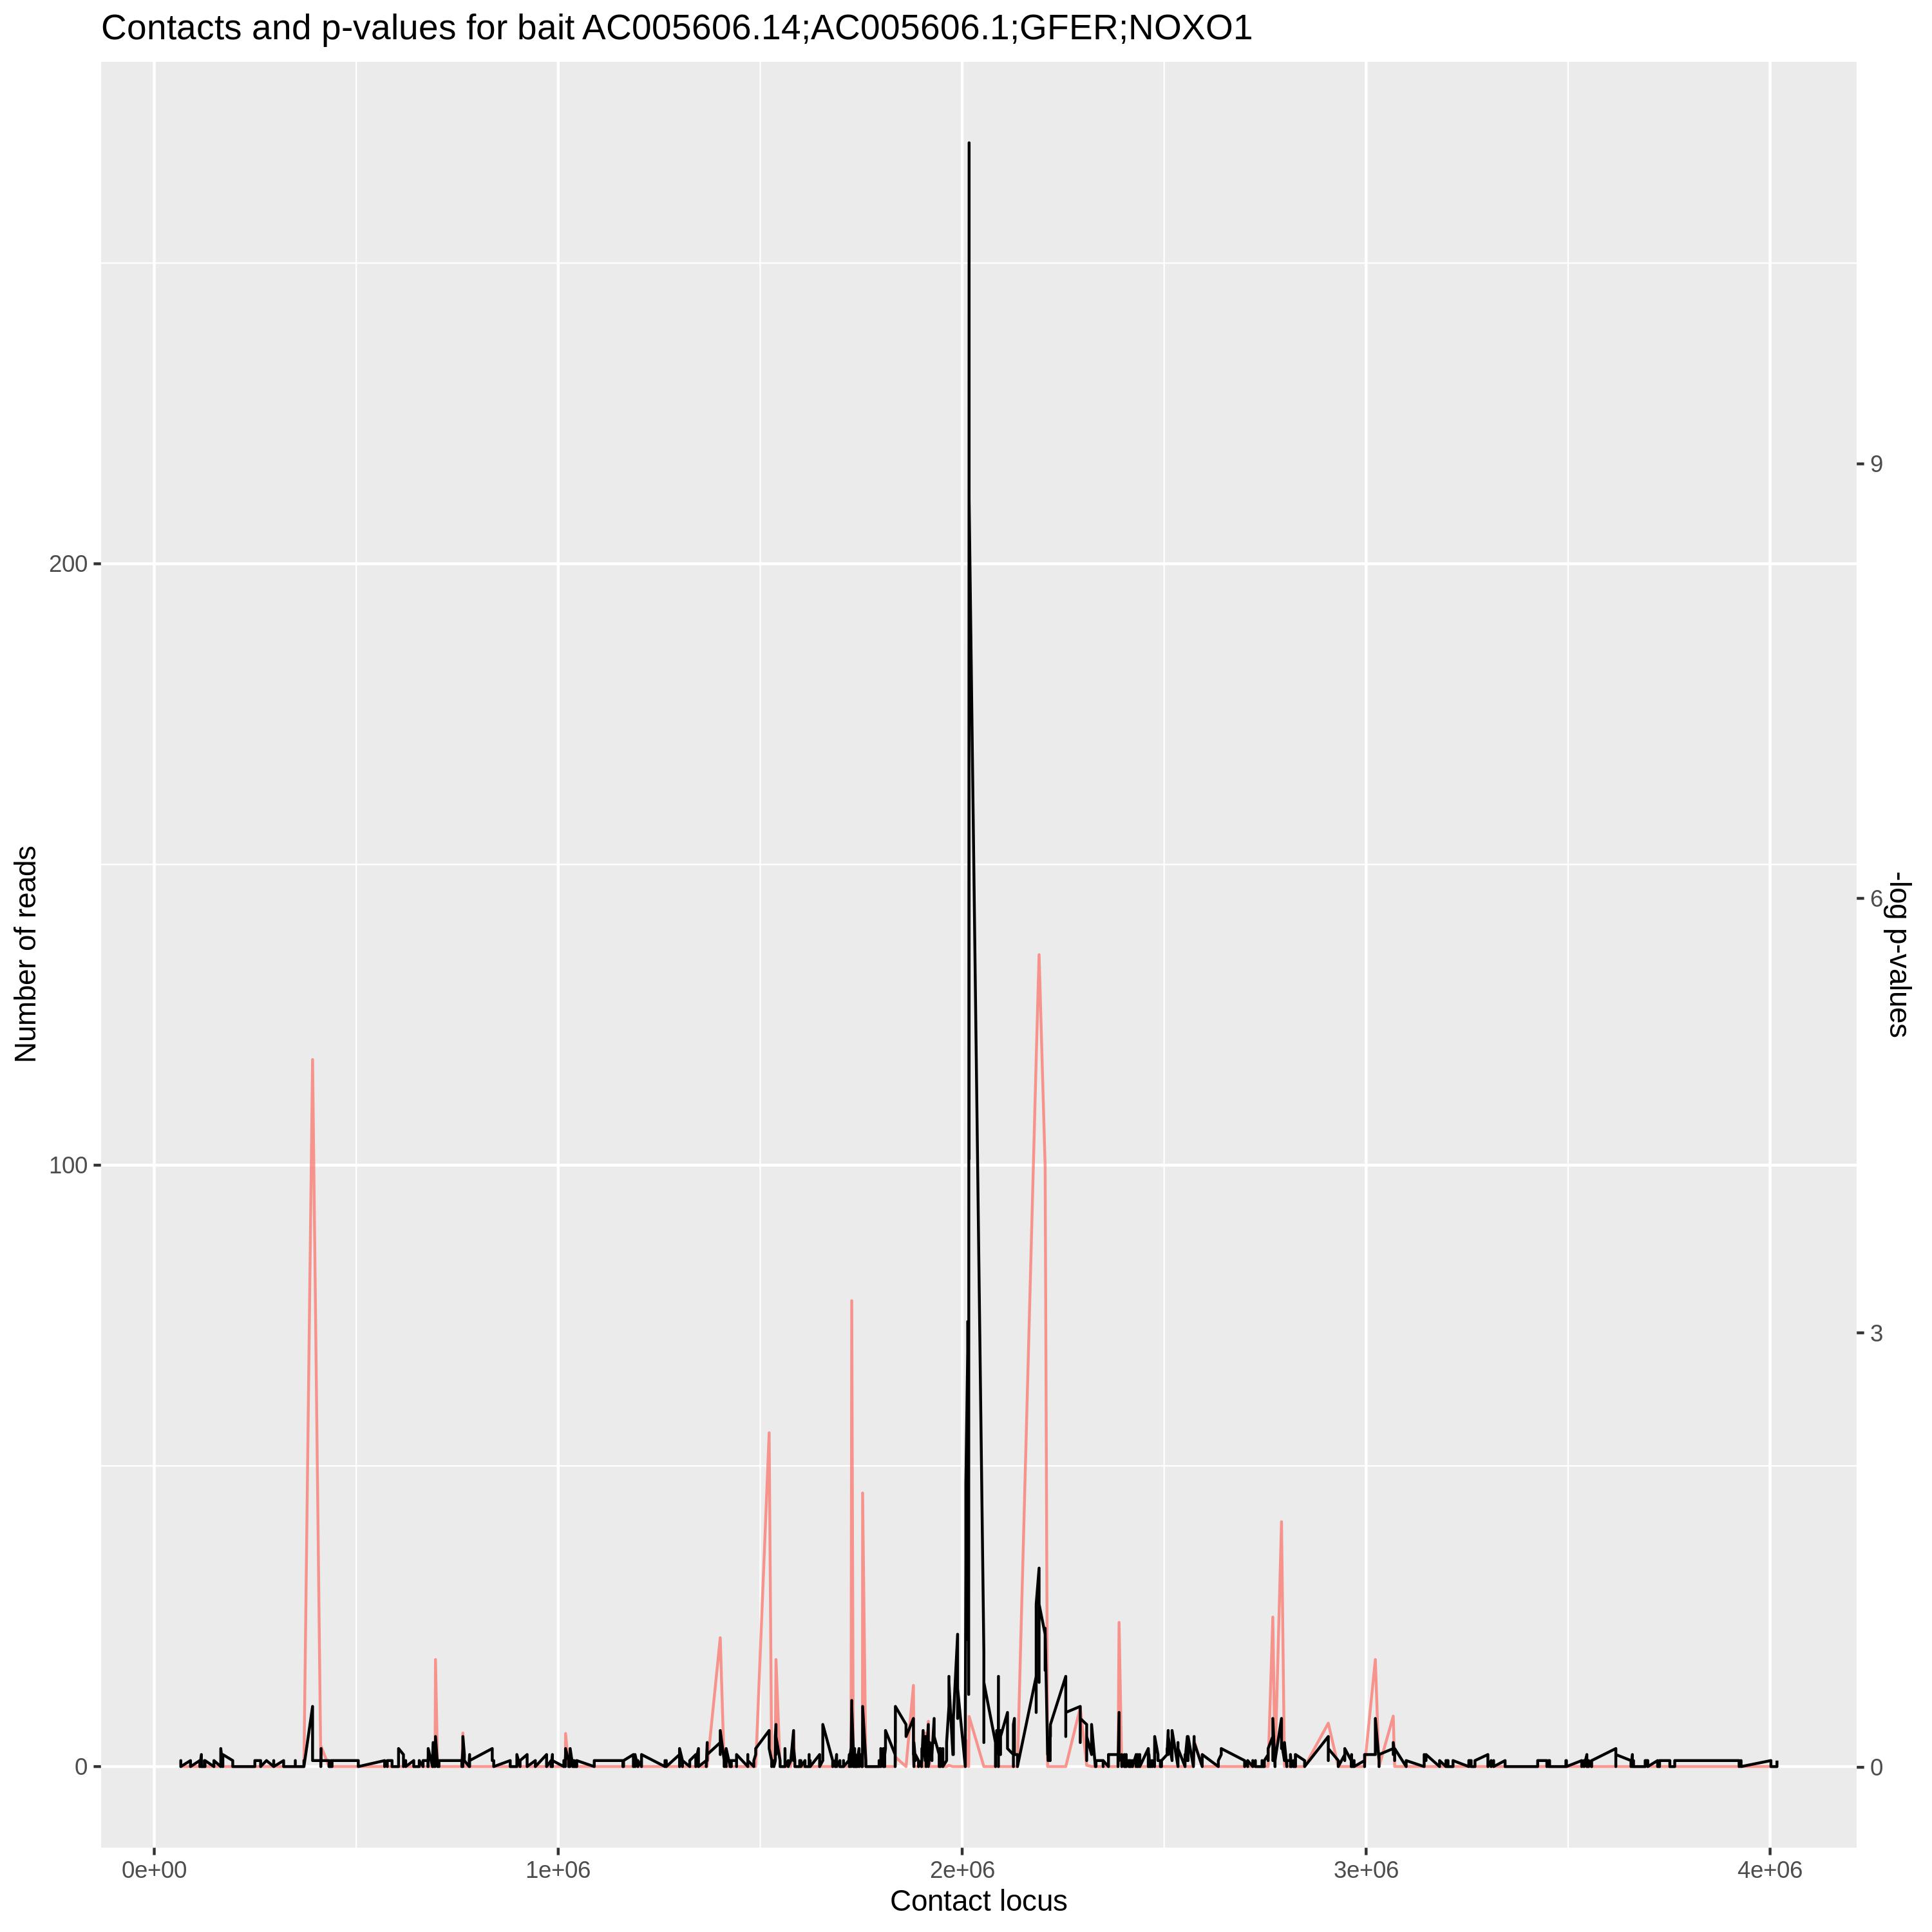 Contacts and p-values for bait AC005606.14;AC005606.1;GFER;NOXO1
Number of reads
200
100
0
9
6
3
0
-log p-values
0e+00 1e+06 2e+06 3e+06 4e+06
Contact locus